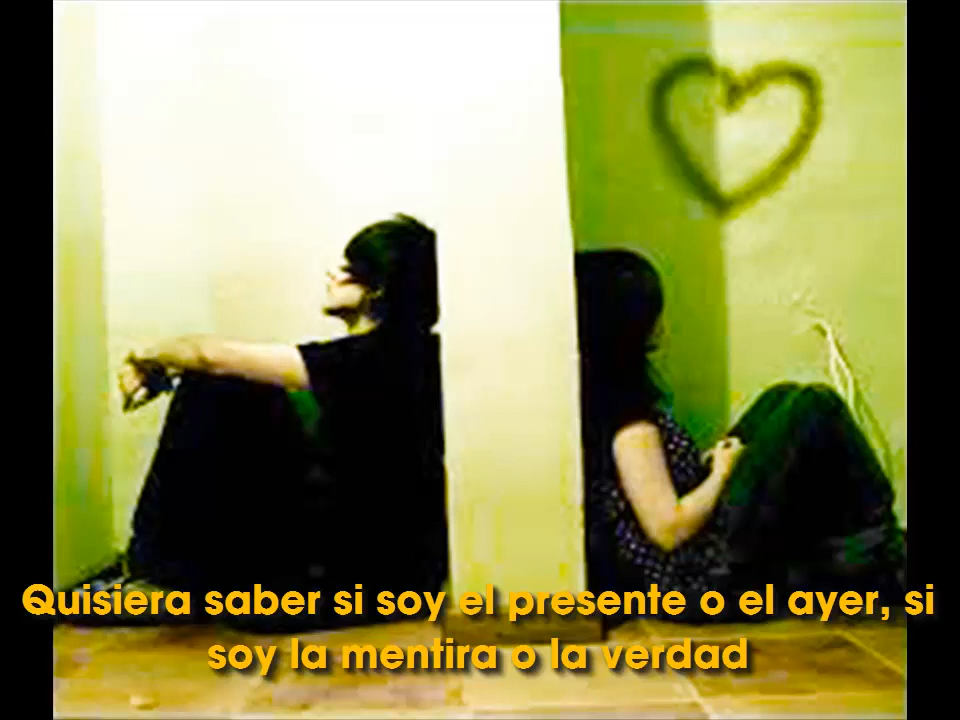 Quisiera saber si soy el presente o el ayer, si
soy la mentira o la verdad